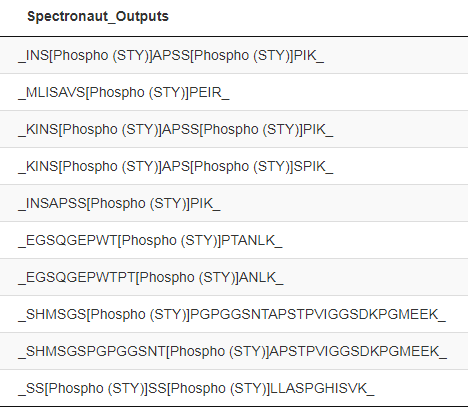 Spectronaut_Outputs
_INS[Phospho (STY)]APSS[Phospho (STY)]PIK_
_MLISAVS[Phospho (STY)]PEIR_
_KINS[Phospho (STY)]APSS[Phospho (STY)]PIK_
_KINS[Phospho (STY)]APS[Phospho (STY)]SPIK_
_INSAPSS[Phospho (STY)]PIK_
_EGSQGEPWT[Phospho (STY)]PTANLK_
_EGSQGEPWTPT[Phospho (STY)]ANLK_
_SHMSGS[Phospho (STY)]PGPGGSNTAPSTPVIGGSDKPGMEEK_
_SHMSGSPGPGGSNT[Phospho (STY)]APSTPVIGGSDKPGMEEK_
_SS[Phospho (STY)]SS[Phospho (STY)]LLASPGHISVK_